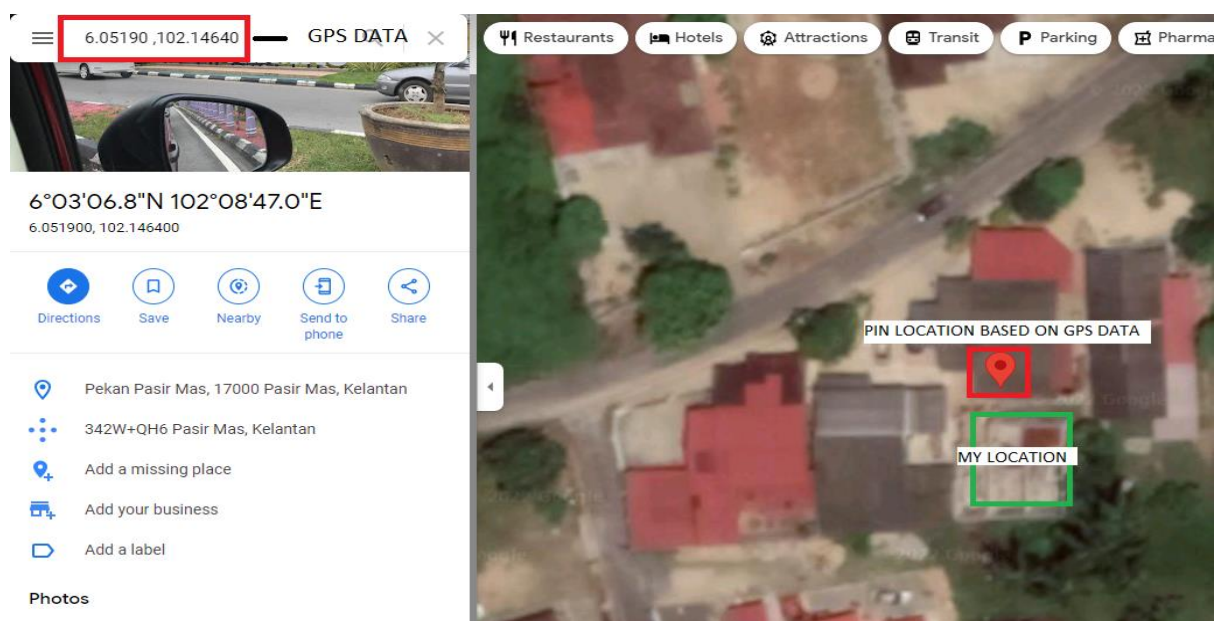 6.05190 ,102.14640
GPS DATA
6°03'06.8"N 102°08'47.0"E
6.051900, 102.146400
Directions
Save
Nearby
Send to
phone
Share
Pekan Pasir Mas, 17000 Pasir Mas, Kelantan
342W+QH6 Pasir Mas, Kelantan
Add a missing place
Add your business
Add a label
Photos
Restaurants
Hotels
Attractions
Transit
P Parking
Pharma
PIN LOCATION BASED ON GPS DATA
MY LOCATION